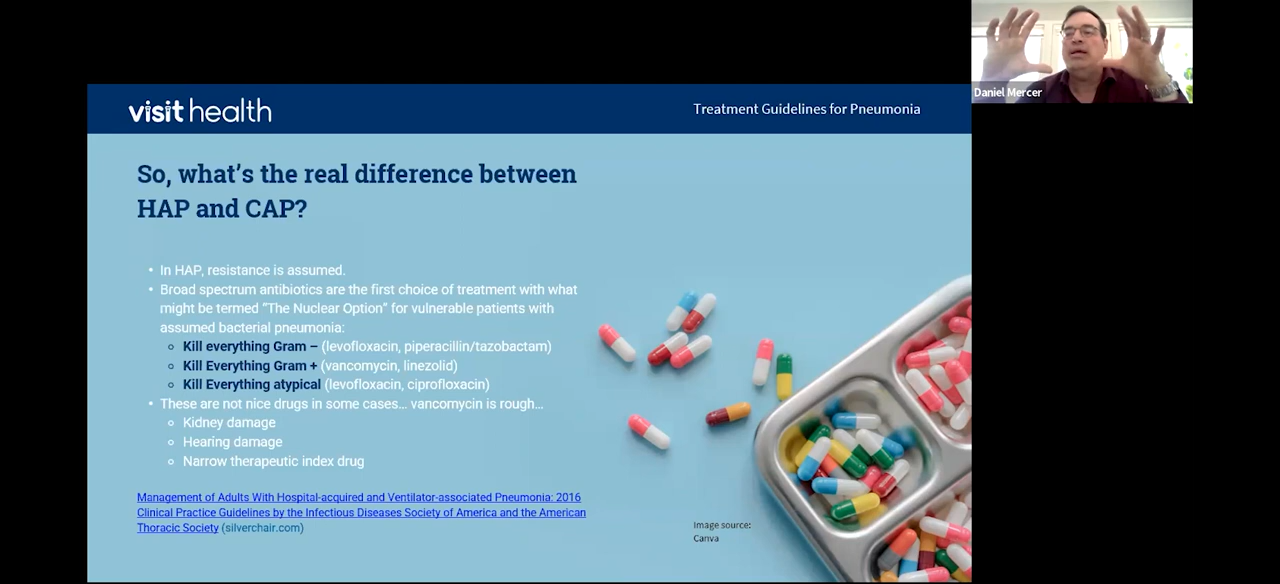 visit health
Treatment Guidelines for Pneumonia
Daniel Mercer
So, what's the real difference between
HAP and CAP?
• In HAP, resistance is assumed.
• Broad spectrum antibiotics are the first choice of treatment with what
might be termed “The Nuclear Option” for vulnerable patients with
assumed bacterial pneumonia:
○ Kill everything Gram – (levofloxacin, piperacillin/tazobactam)
○ Kill Everything Gram + (vancomycin, linezolid)
○ Kill Everything atypical (levofloxacin, ciprofloxacin)
• These are not nice drugs in some cases… vancomycin is rough…
○ Kidney damage
○ Hearing damage
○ Narrow therapeutic index drug
Management of Adults With Hospital-acquired and Ventilator-associated Pneumonia: 2016
Clinical Practice Guidelines by the Infectious Diseases Society of America and the American
Thoracic Society (silverchair.com)
Image source:
Canva